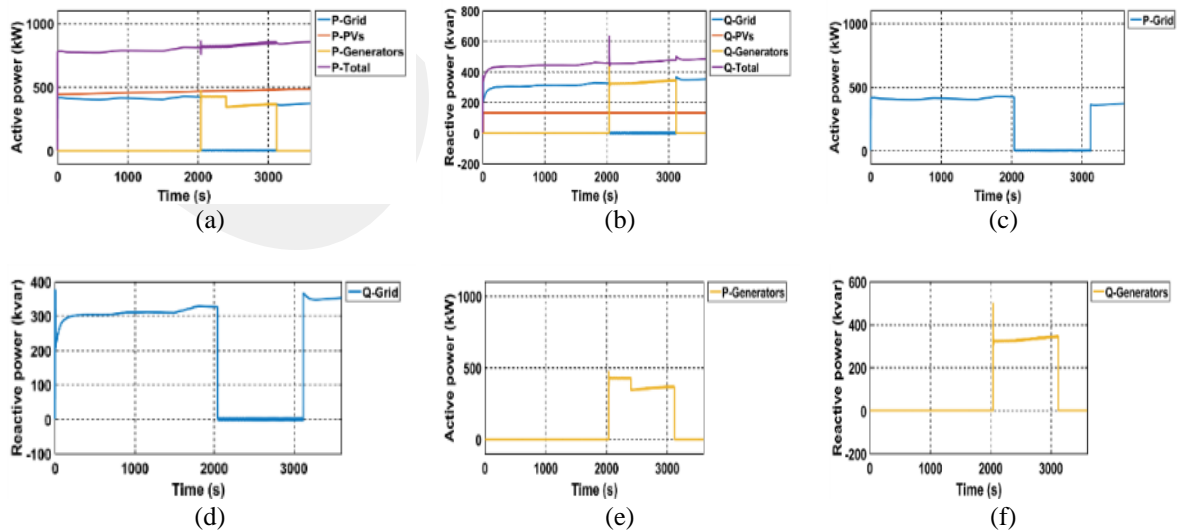 Active power (kW)
1000
500
0
0
1000
2000
3000
Time (s)
P-Grid
P-PVs
P-Generators
P-Total
(a)
Reactive power (kvar)
800
600
400
200
0
-200
0
1000
2000
3000
Time (s)
Q-Grid
Q-PVs
Q-Generators
Q-Total
(b)
Active power (kW)
1000
500
0
0
1000
2000
3000
Time (s)
P-Grid
(c)
Reactive power (kvar)
400
300
200
100
0
-100
0
1000
2000
3000
Time (s)
Q-Grid
(d)
Active power (kW)
1000
500
0
0
1000
2000
3000
Time (s)
P-Generators
(e)
Reactive power (kvar)
600
400
200
0
-200
0
1000
2000
3000
Time (s)
Q-Generators
(f)